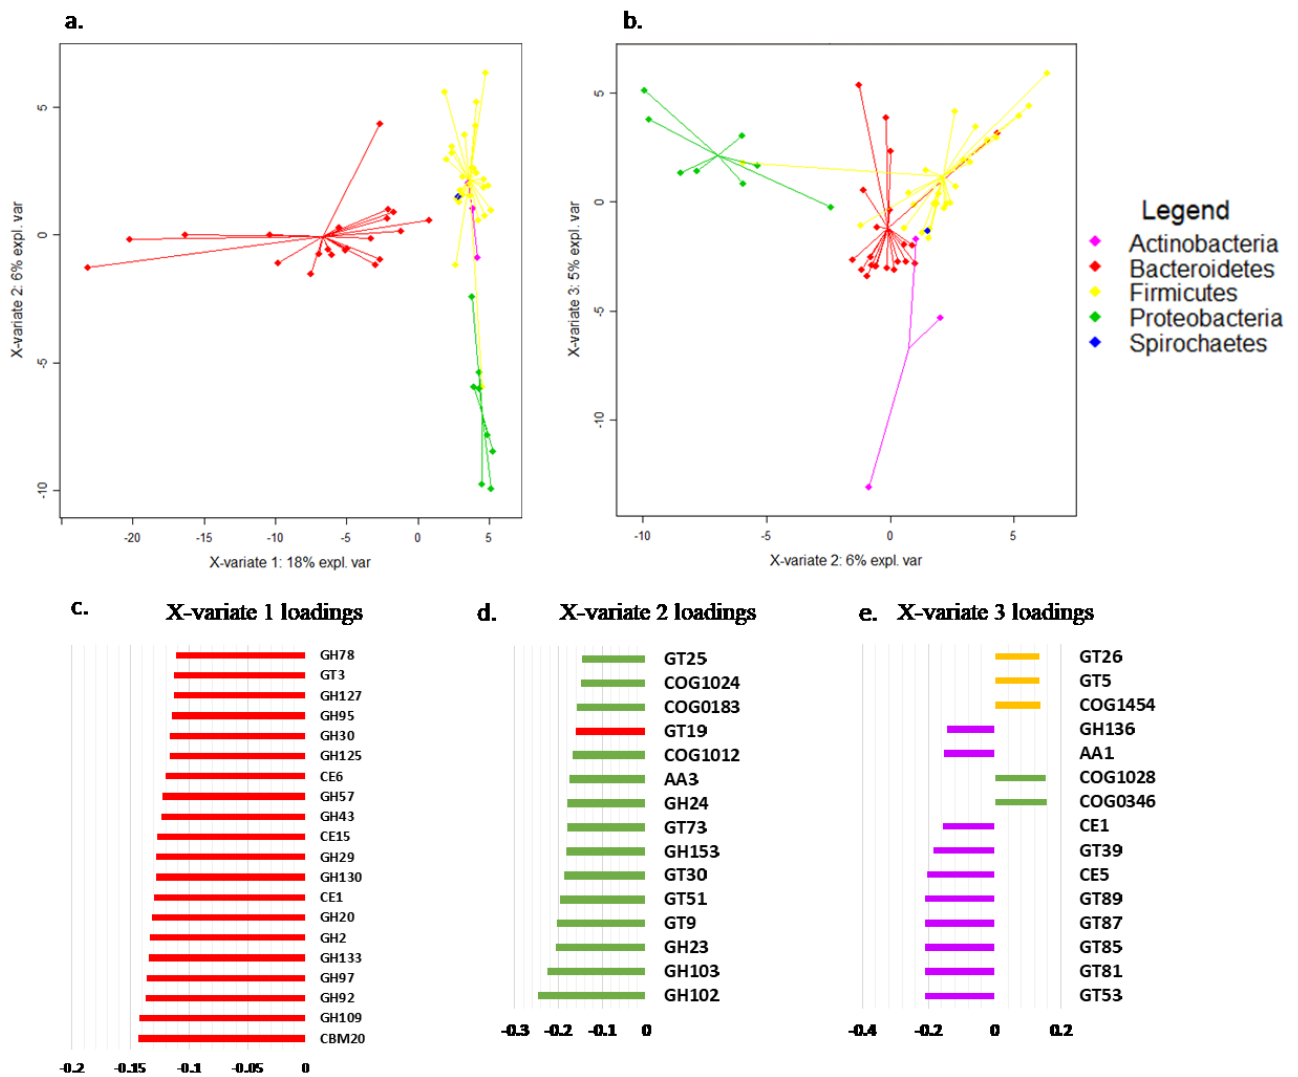 a.
5
0
-5
-10
X-variate 2: 6% expl. var
-20
-15
-10
-5
0
5
X-variate 1: 18% expl. var
b.
5
0
-5
-10
X-variate 3: 5% expl. var
-10
-5
0
5
X-variate 2: 6% expl. var
Legend
Actinobacteria
Bacteroidetes
Firmicutes
Proteobacteria
Spirochaetes
c.
X-variate 1 loadings
GH78
GT3
GH127
GH95
GH30
GH125
CE6
GH57
GH43
CE15
GH29
GH130
CE1
GH20
GH2
GH133
GH97
GH92
GH109
CBM20
-0.2
-0.15
-0.1
-0.05
0
d.
X-variate 2 loadings
GT25
COG1024
COG0183
GT19
COG1012
AA3
GH24
GT73
GH153
GT30
GT51
GT9
GH23
GH103
GH102
-0.3
-0.2
-0.1
0
e.
X-variate 3 loadings
GT26
GT5
COG1454
GH136
AA1
COG1028
COG0346
CE1
GT39
CE5
GT89
GT87
GT85
GT81
GT53
-0.4
-0.2
0
0.2